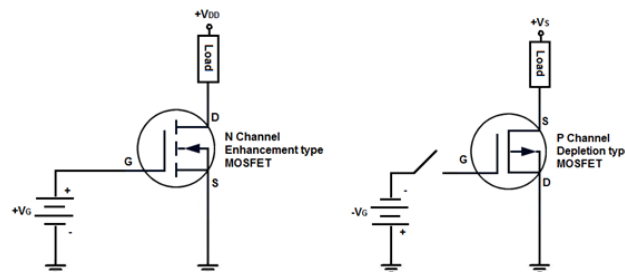 +VDD
Load
D
N Channel
Enhancement type
MOSFET
G
S
+
+VG
-
+VS
Load
S
P Channel
Depletion typ
MOSFET
G
D
-
-VG
+